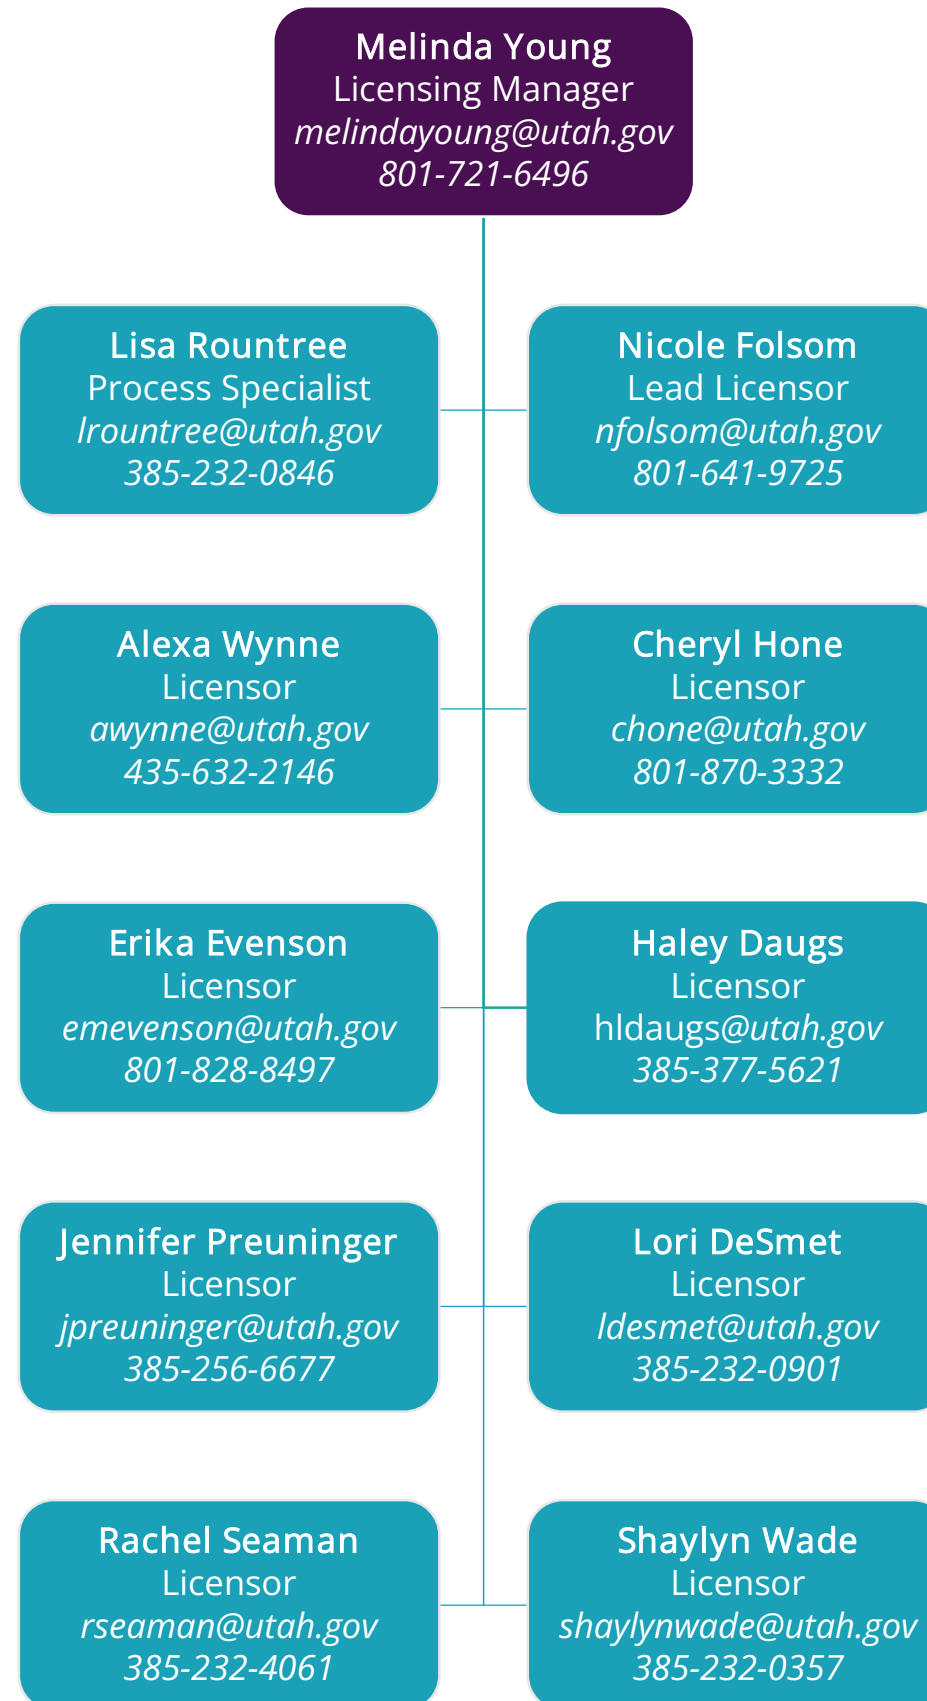 Melinda Young
Licensing Manager
melindayoung@utah.gov
801-721-6496
Lisa Rountree
Process Specialist
lrountree@utah.gov
385-232-0846
Nicole Folsom
Lead Licensor
nfolsom@utah.gov
801-641-9725
Alexa Wynne
Licensor
awynne@utah.gov
435-632-2146
Cheryl Hone
Licensor
chone@utah.gov
801-870-3332
Erika Evenson
Licensor
emevenson@utah.gov
801-828-8497
Haley Daugs
Licensor
hldaugs@utah.gov
385-377-5621
Jennifer Preuninger
Licensor
jpreuninger@utah.gov
385-256-6677
Lori DeSmet
Licensor
ldesmet@utah.gov
385-232-0901
Rachel Seaman
Licensor
rseaman@utah.gov
385-232-4061
Shaylyn Wade
Licensor
shaylynwade@utah.gov
385-232-0357